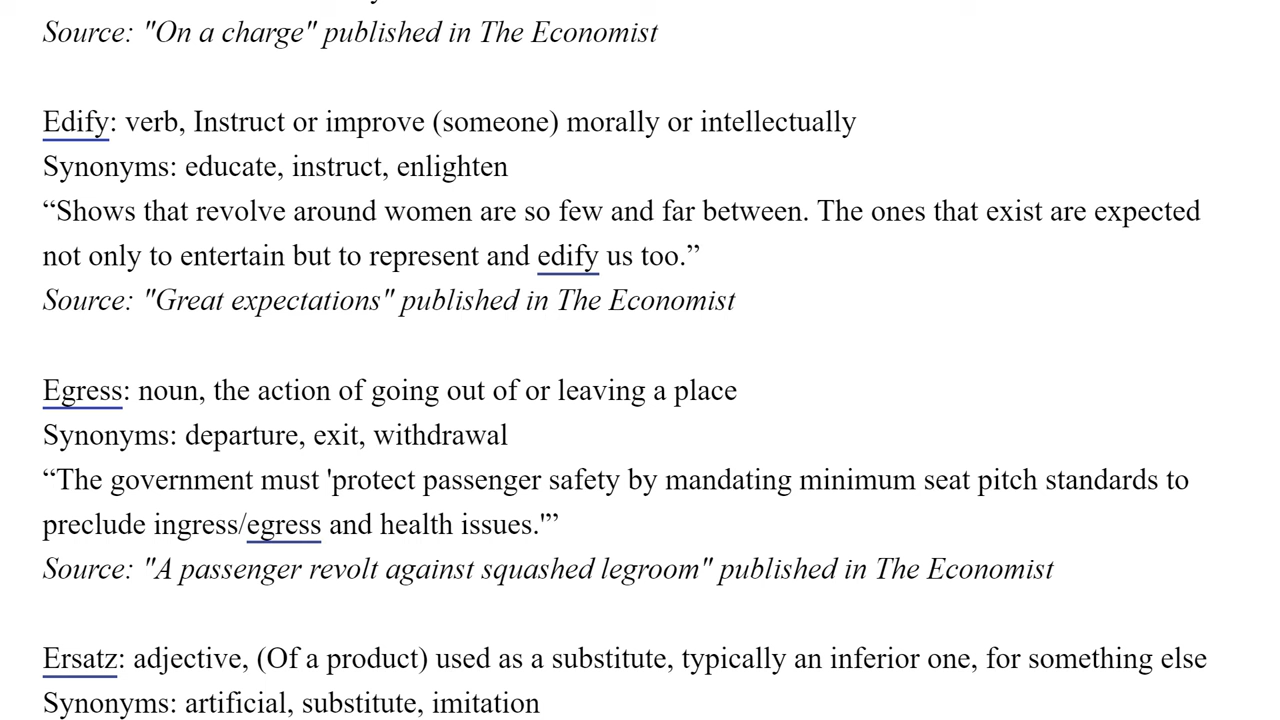 Source: "On a charge" published in The Economist
Edify: verb, Instruct or improve (someone) morally or intellectually
Synonyms: educate, instruct, enlighten
“Shows that revolve around women are so few and far between. The ones that exist are expected
not only to entertain but to represent and edify us too.”
Source: "Great expectations" published in The Economist
Egress: noun, the action of going out of or leaving a place
Synonyms: departure, exit, withdrawal
“The government must 'protect passenger safety by mandating minimum seat pitch standards to
preclude ingress/egress and health issues.'”
Source: "A passenger revolt against squashed legroom" published in The Economist
Ersatz: adjective, (Of a product) used as a substitute, typically an inferior one, for something else
Synonyms: artificial, substitute, imitation